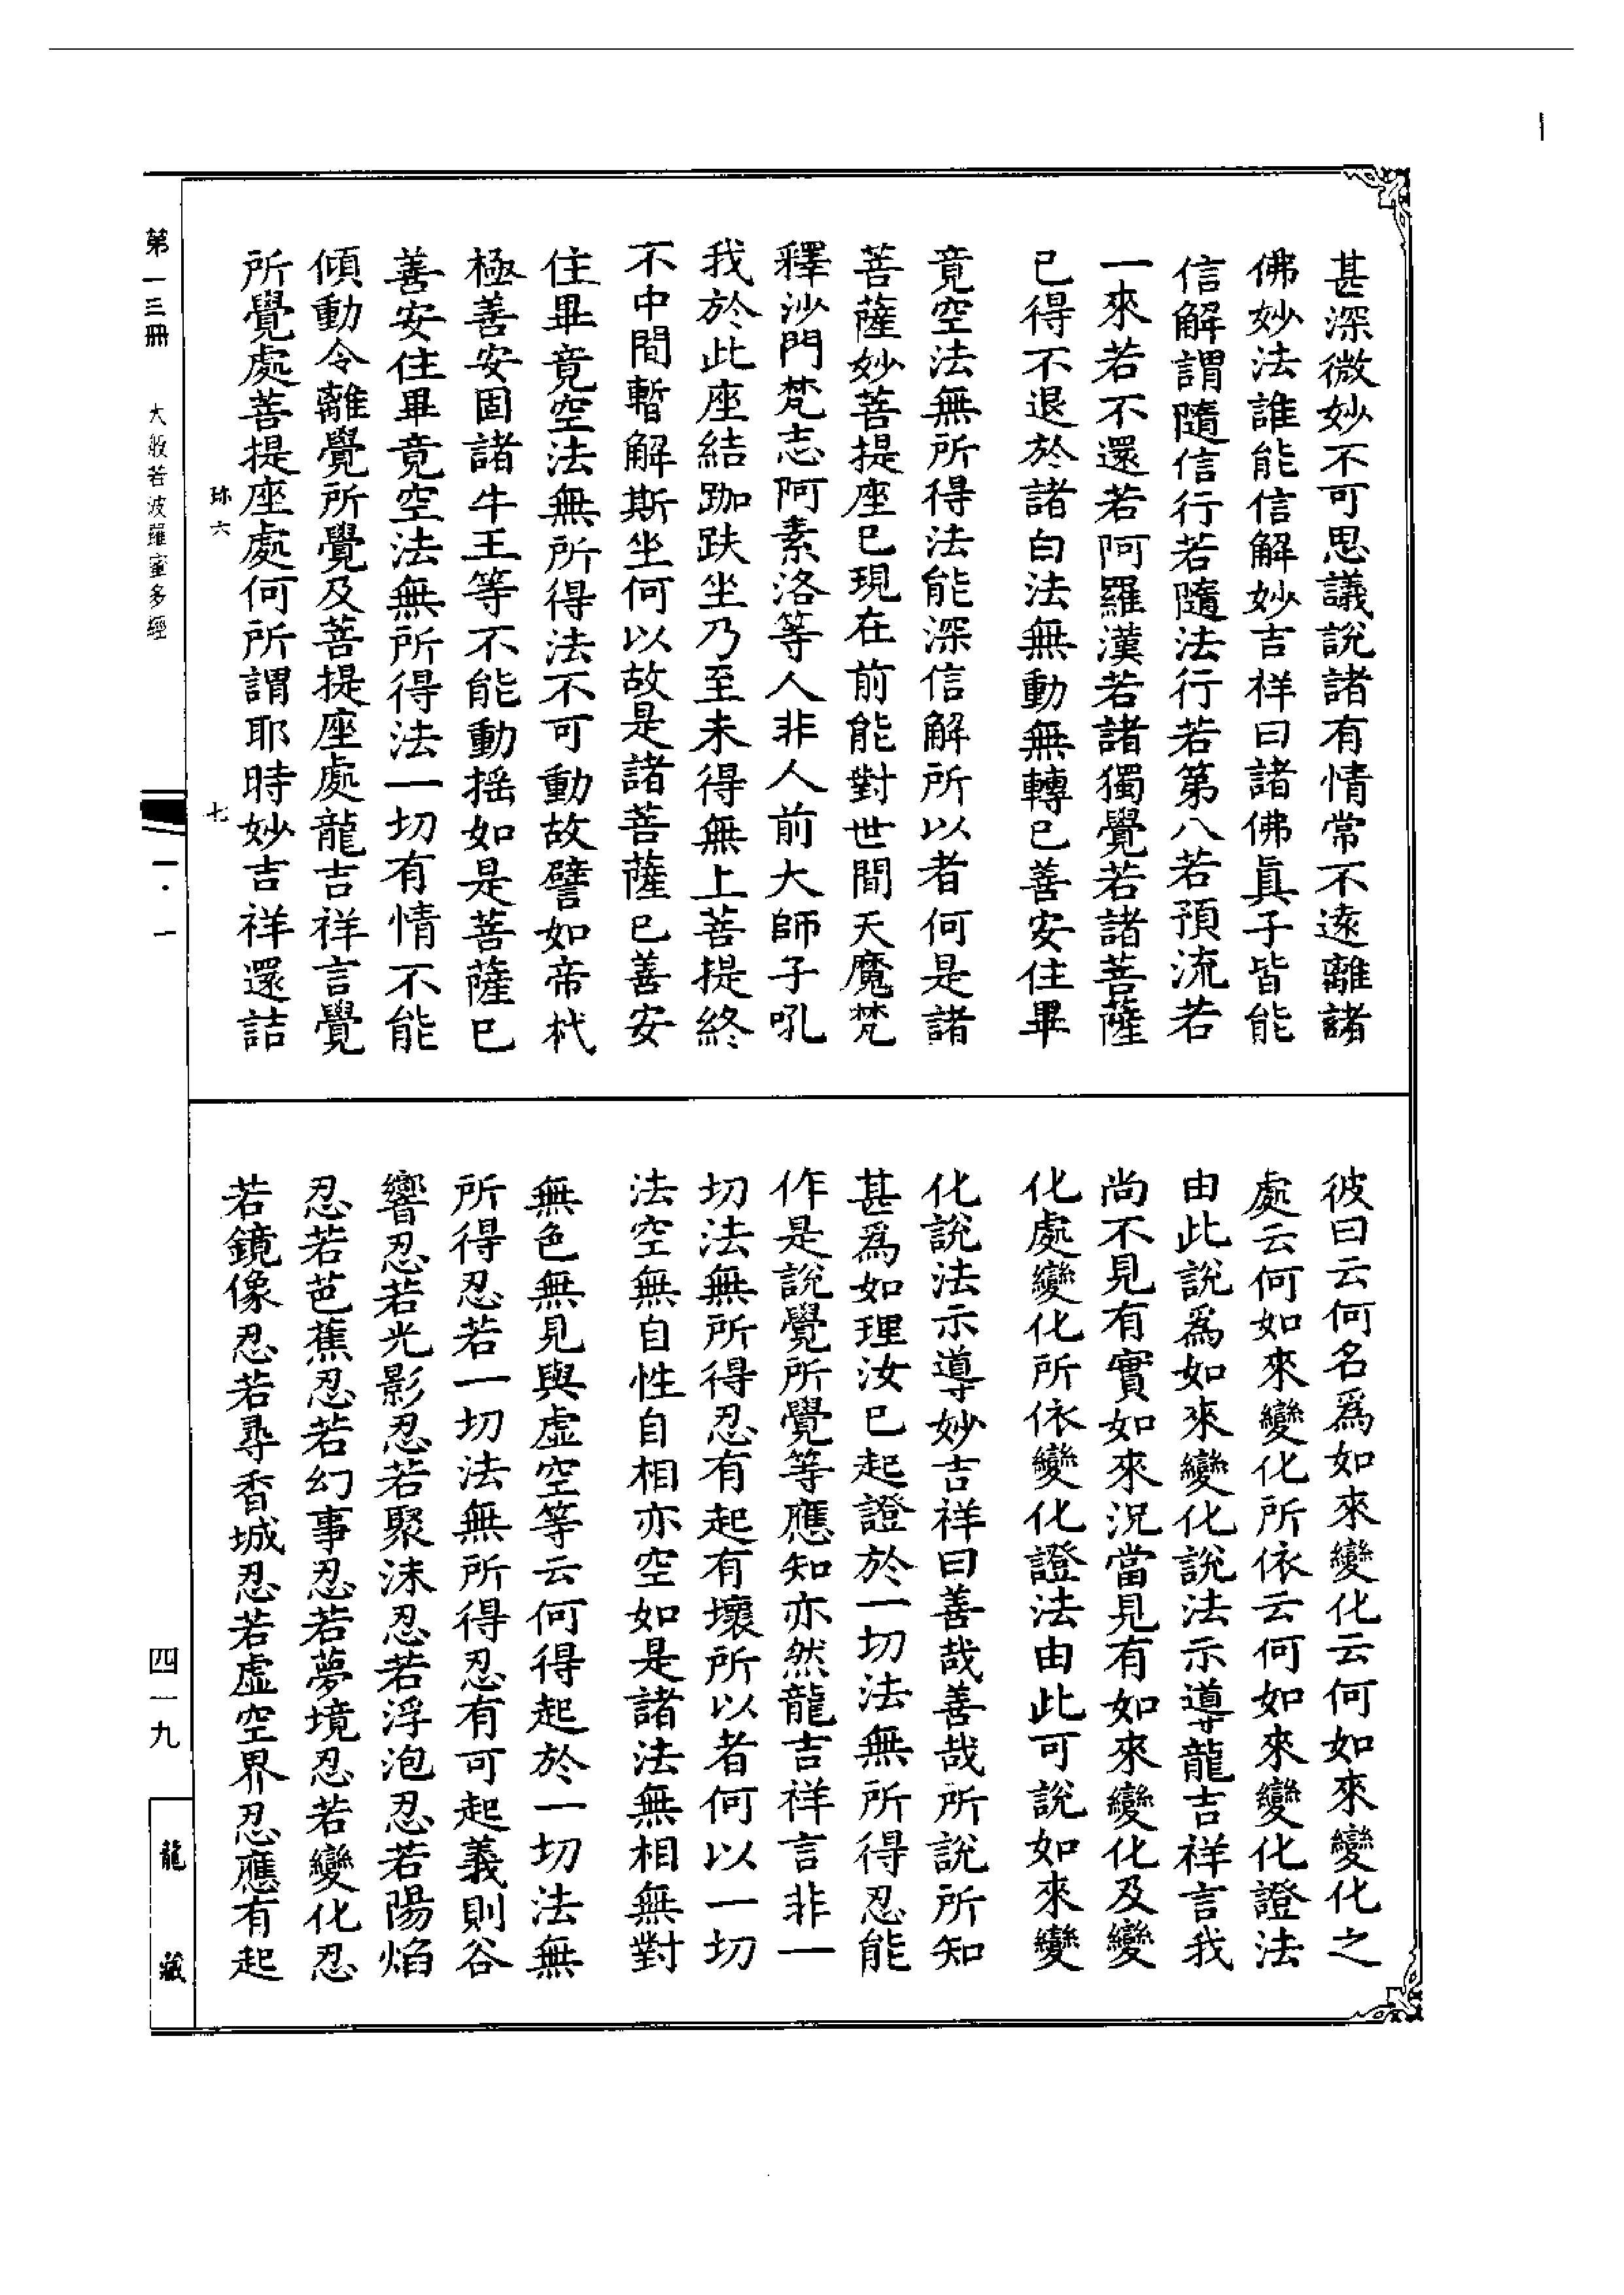 甚深微妙不可思議說諸有情常不遠離諸
佛妙法誰能信解妙吉祥曰諸佛眞子皆能
信解謂隨信行若隨法行若第八若預流若
一來若不還若阿羅漢若諸獨覺若諸菩薩
已得不退於諸白法無動無轉已善安住畢
竟空法無所得法能深信解所以者何是諸
菩薩妙菩提座已現在前能對世間天魔梵
釋沙門梵志阿素洛等人非人前大師子吼
我於此座結跏趺坐乃至未得無上菩提終
不中間暫解斯坐何以故是諸菩薩已善安
住畢竟空法無所得法不可動故譬如帝杙
極善安固諸牛王等不能動搖如是菩薩已
善安住畢竟空法無所得法一切有情不能
傾動令離覺所覺及菩提座處龍吉祥言覺
所覺處菩提座處何所謂耶時妙吉祥還詰
珎六
七
彼曰云何名爲如來變化云何如來變化之
處云何如來變化所依云何如來變化證法
由此說爲如來變化說法示導龍吉祥言我
尚不見有實如來況當見有如來變化及變
化處變化所依變化證法由此可說如來變
化說法示導妙吉祥曰善哉善哉所說所知
甚爲如理汝已起證於一切法無所得忍能
作是說覺所覺等應知亦然龍吉祥言非一
切法無所得忍有起有壞所以者何以一切
法空無自性自相亦空如是諸法無相無對
無色無見與虛空等云何得起於一切法無
所得忍若一切法無所得忍有可起義則谷
響忍若光影忍若聚沫忍若浮泡忍若陽焰
忍若芭蕉忍若幻事忍若夢境忍若變化忍
若鏡像忍若尋香城忍若虛空界忍應有起
第一三冊
大般若波羅蜜多經
一·一
四一九
龍藏